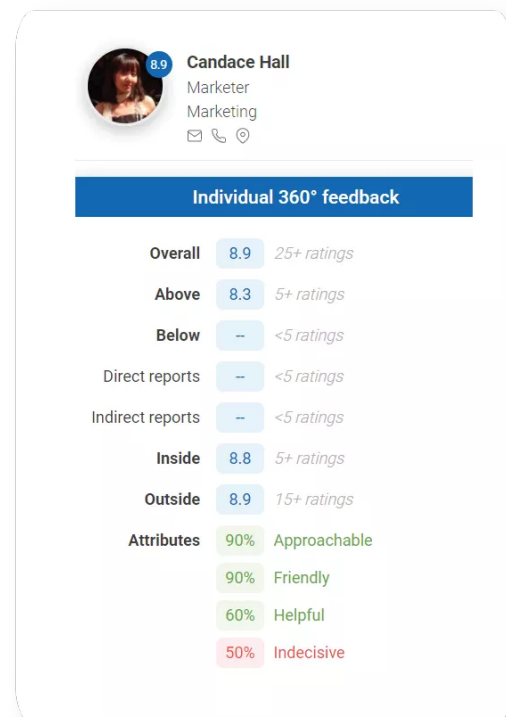 8.9
Candace Hall
Marketer
Marketing
Individual 360° feedback
Overall 8.9 25+ ratings
Above 8.3 5+ ratings
Below -- <5 ratings
Direct reports -- <5 ratings
Indirect reports -- <5 ratings
Inside 8.8 5+ ratings
Outside 8.9 15+ ratings
Attributes 90% Approachable
90% Friendly
60% Helpful
50% Indecisive